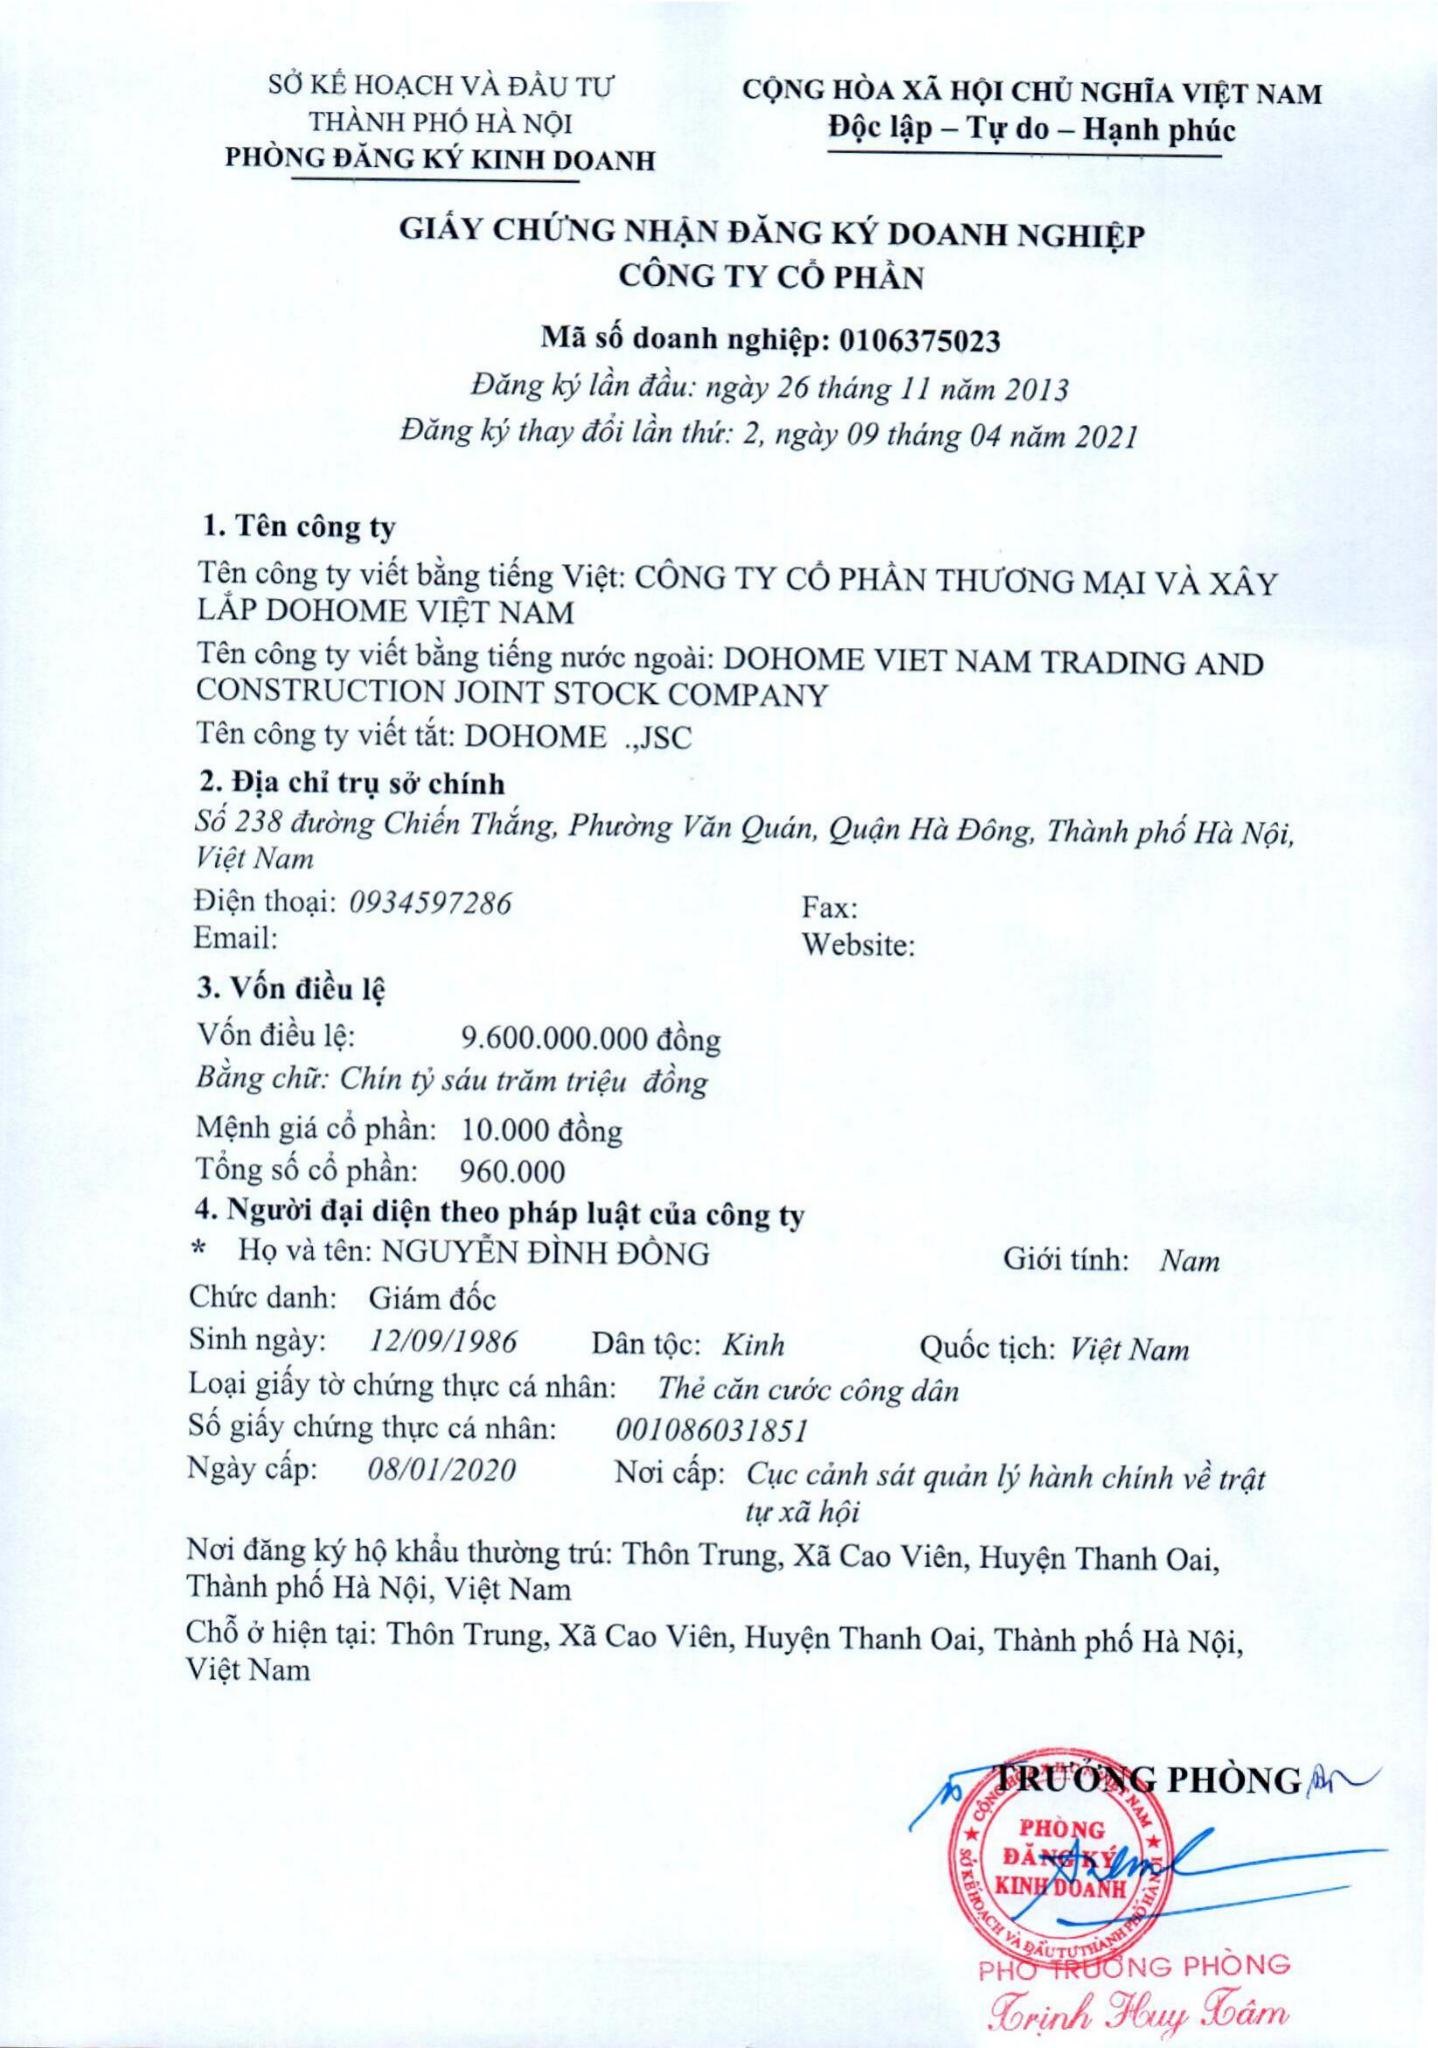 SỞ KẾ HOẠCH VÀ ĐẦU TƯ
THÀNH PHỐ HÀ NỘI
PHÒNG ĐĂNG KÝ KINH DOANH
CỘNG HÒA XÃ HỘI CHỦ NGHĨA VIỆT NAM
Độc lập – Tự do – Hạnh phúc
GIẤY CHỨNG NHẬN ĐĂNG KÝ DOANH NGHIỆP
CÔNG TY CỔ PHẦN
Mã số doanh nghiệp: 0106375023
Đăng ký lần đầu: ngày 26 tháng 11 năm 2013
Đăng ký thay đổi lần thứ: 2, ngày 09 tháng 04 năm 2021
1. Tên công ty
Tên công ty viết bằng tiếng Việt: CÔNG TY CỔ PHẦN THƯƠNG MẠI VÀ XÂY
LẮP DOHOME VIỆT NAM
Tên công ty viết bằng tiếng nước ngoài: DOHOME VIET NAM TRADING AND
CONSTRUCTION JOINT STOCK COMPANY
Tên công ty viết tắt: DOHOME .,JSC
2. Địa chỉ trụ sở chính
Số 238 đường Chiến Thắng, Phường Văn Quán, Quận Hà Đông, Thành phố Hà Nội,
Việt Nam
Điện thoại: 0934597286 Fax:
Email: Website:
3. Vốn điều lệ
Vốn điều lệ: 9.600.000.000 đồng
Bằng chữ: Chín tỷ sáu trăm triệu đồng
Mệnh giá cổ phần: 10.000 đồng
Tổng số cổ phần: 960.000
4. Người đại diện theo pháp luật của công ty
* Họ và tên: NGUYỄN ĐÌNH ĐỒNG Giới tính: Nam
Chức danh: Giám đốc
Sinh ngày: 12/09/1986 Dân tộc: Kinh Quốc tịch: Việt Nam
Loại giấy tờ chứng thực cá nhân: Thẻ căn cước công dân
Số giấy chứng thực cá nhân: 001086031851
Ngày cấp: 08/01/2020 Nơi cấp: Cục cảnh sát quản lý hành chính về trật
tự xã hội
Nơi đăng ký hộ khẩu thường trú: Thôn Trung, Xã Cao Viên, Huyện Thanh Oai,
Thành phố Hà Nội, Việt Nam
Chỗ ở hiện tại: Thôn Trung, Xã Cao Viên, Huyện Thanh Oai, Thành phố Hà Nội,
Việt Nam
TRƯỞNG PHÒNG
CỘNG HÒA X.H.C.N VIỆT NAM
PHÒNG
ĐĂNG KÝ
KINH DOANH
SỞ KẾ HOẠCH VÀ ĐẦU TƯ THÀNH PHỐ HÀ NỘI
PHÓ TRƯỞNG PHÒNG
Trịnh Huy Tâm